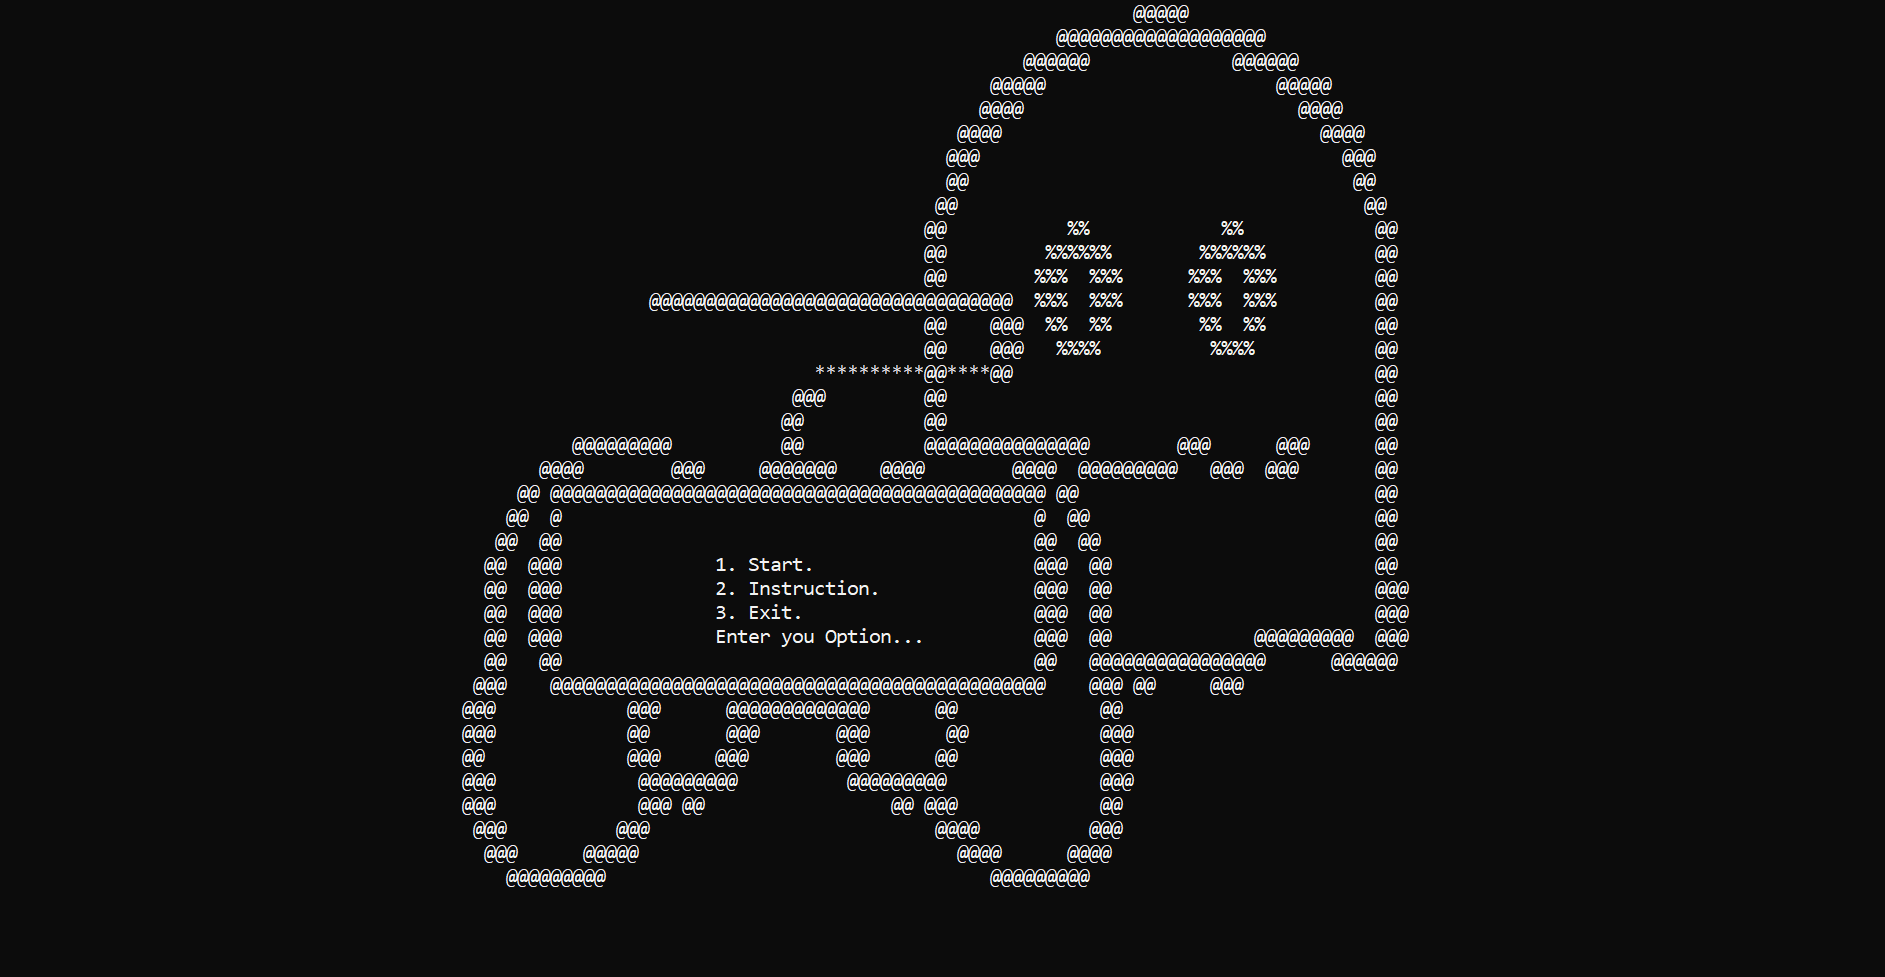 1. Start.
2. Instruction.
3. Exit.
Enter you Option...